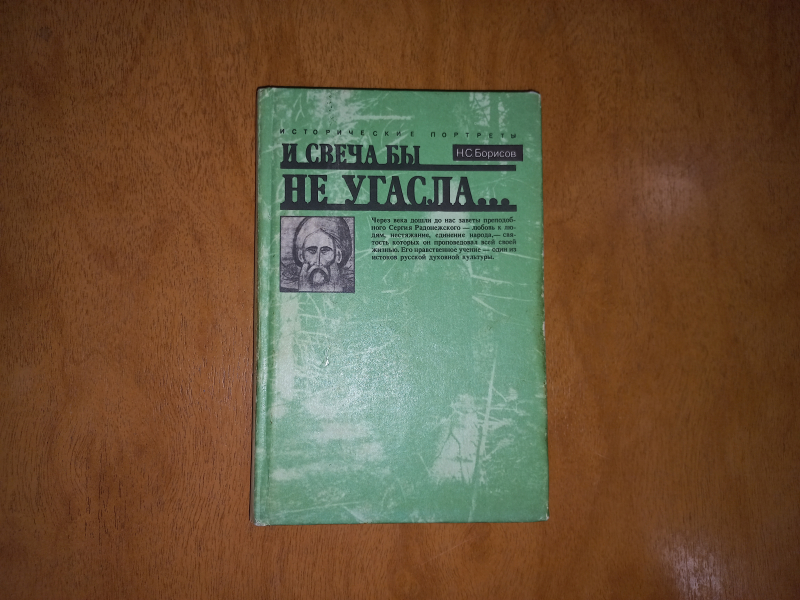 ИСТОРИЧЕСКИЕ ПОРТРЕТЫ
И СВЕЧА БЫ
Н.С.Борисов
НЕ УГАСЛА...
Через века дошли до нас заветы преподоб-
ного Сергия Радонежского — любовь к лю-
дям, нестяжание, единение народа,— свя-
тость которых он проповедовал всей своей
жизнью. Его нравственное учение — один из
истоков русской духовной культуры.